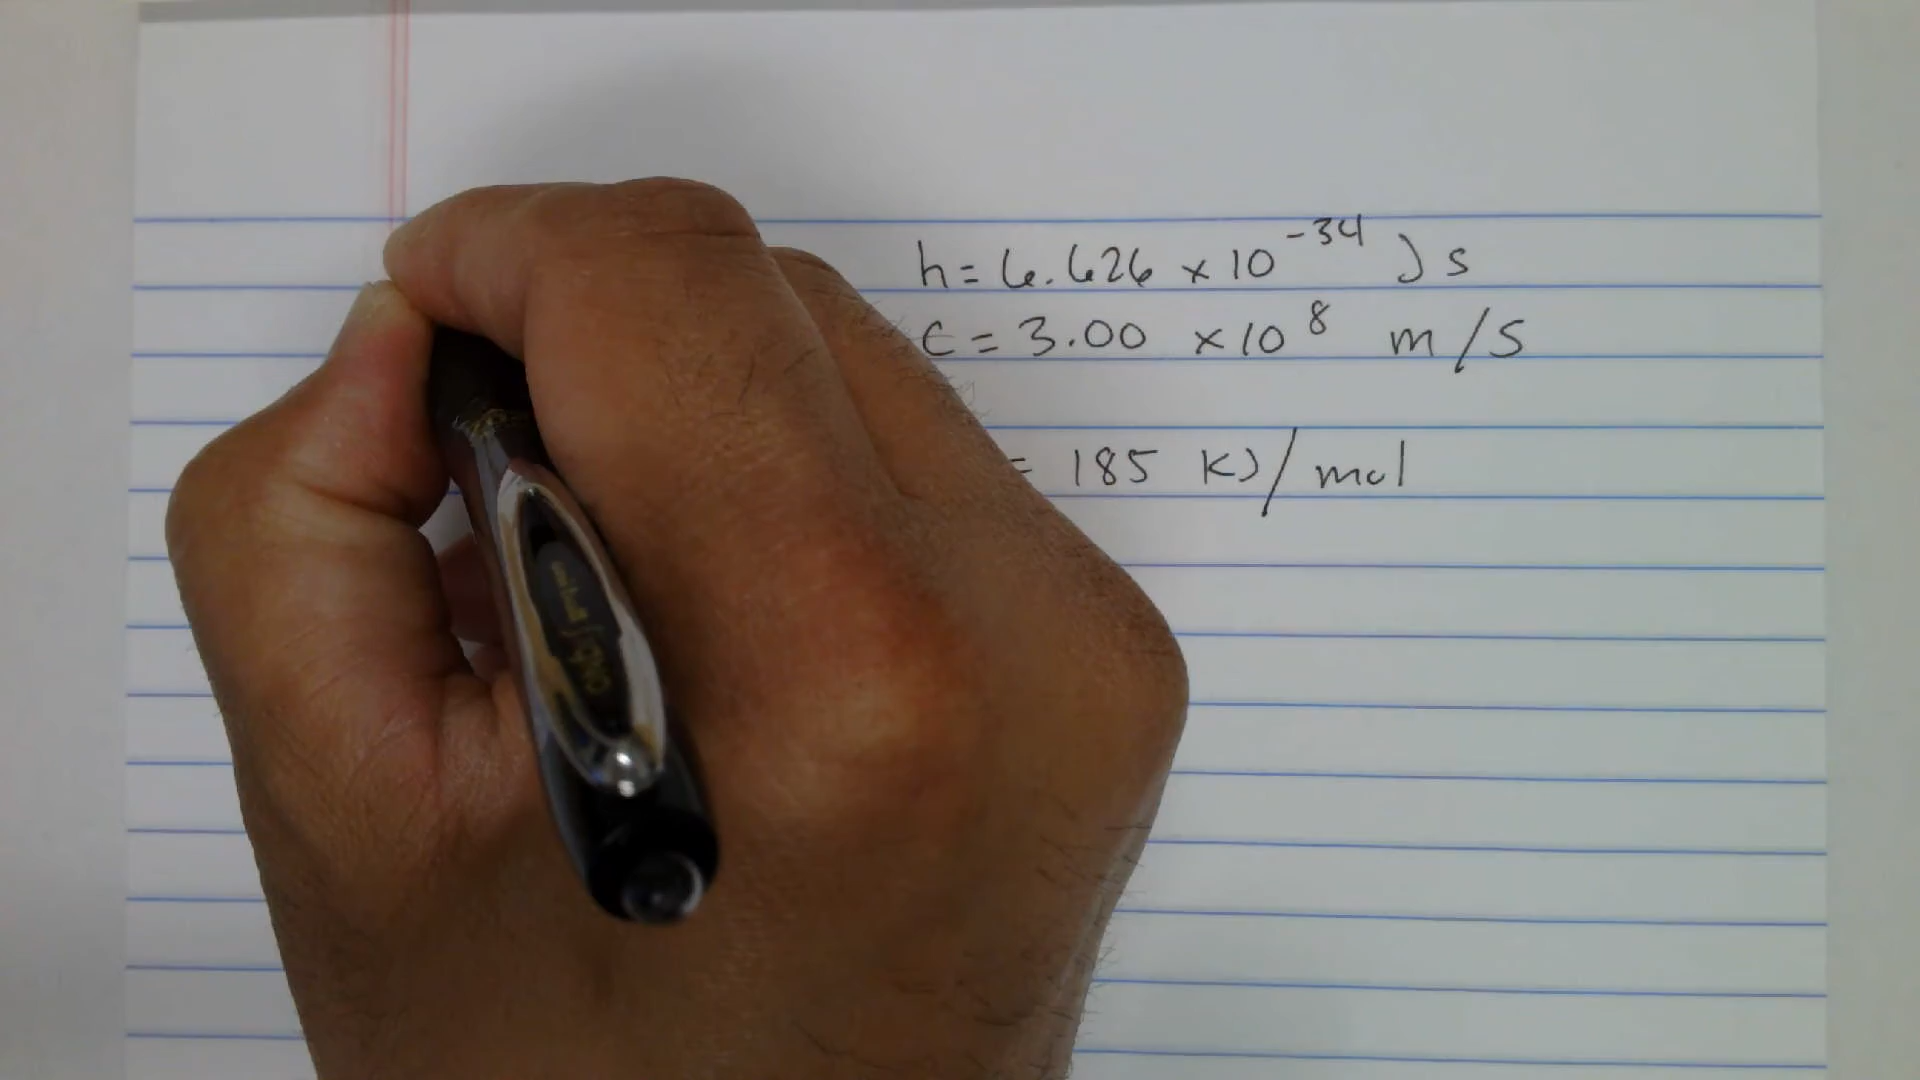 h = 6.626 x 10^-34 J s
c = 3.00 x 10^8 m/s
= 185 KJ/mol